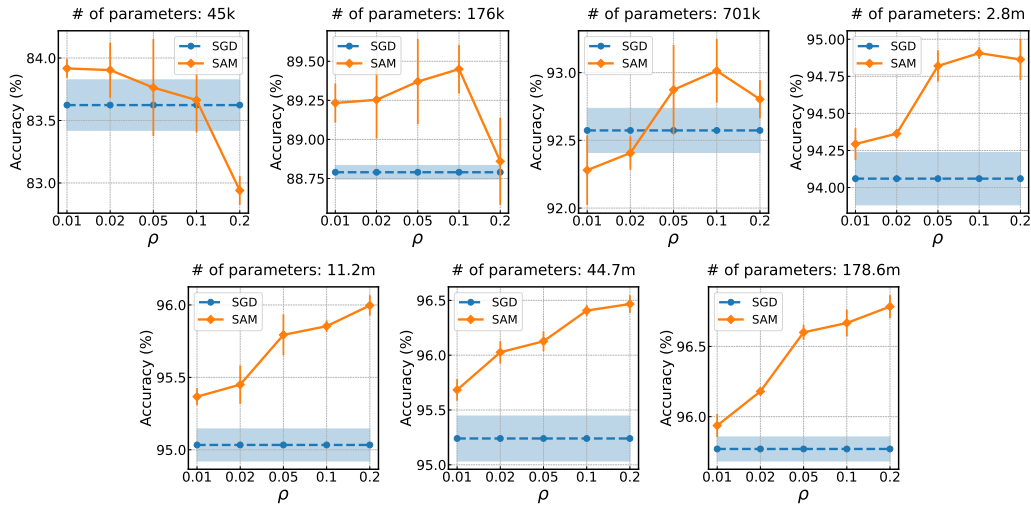 # of parameters: 45k
Accuracy (%)
84.0
83.5
83.0
SGD
SAM
0.01 0.02 0.05 0.1 0.2
ρ
# of parameters: 176k
Accuracy (%)
89.50
89.25
89.00
88.75
SGD
SAM
0.01 0.02 0.05 0.1 0.2
ρ
# of parameters: 701k
Accuracy (%)
93.0
92.5
92.0
SGD
SAM
0.01 0.02 0.05 0.1 0.2
ρ
# of parameters: 2.8m
Accuracy (%)
95.00
94.75
94.50
94.25
94.00
SGD
SAM
0.01 0.02 0.05 0.1 0.2
ρ
# of parameters: 11.2m
Accuracy (%)
96.0
95.5
95.0
SGD
SAM
0.01 0.02 0.05 0.1 0.2
ρ
# of parameters: 44.7m
Accuracy (%)
96.5
96.0
95.5
95.0
SGD
SAM
0.01 0.02 0.05 0.1 0.2
ρ
# of parameters: 178.6m
Accuracy (%)
96.5
96.0
SGD
SAM
0.01 0.02 0.05 0.1 0.2
ρ